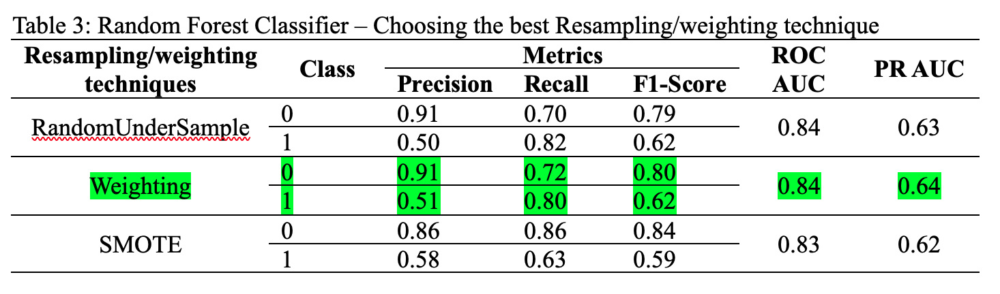 Table 3: Random Forest Classifier – Choosing the best Resampling/weighting technique
Resampling/weighting techniques Class Metrics ROC AUC PR AUC
Precision Recall F1-Score
RandomUnderSample 0 0.91 0.70 0.79 0.84 0.63
1 0.50 0.82 0.62
Weighting 0 0.91 0.72 0.80 0.84 0.64
1 0.51 0.80 0.62
SMOTE 0 0.86 0.86 0.84 0.83 0.62
1 0.58 0.63 0.59